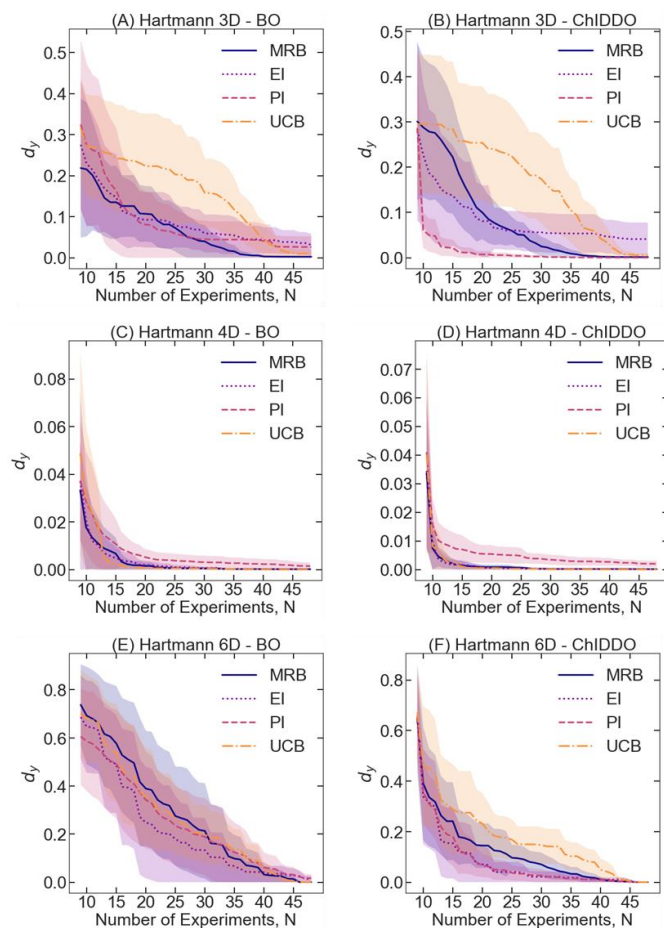 (A) Hartmann 3D - BO
0.5
0.4
0.3
0.2
0.1
0.0
dy
MRB
EI
PI
UCB
10 15 20 25 30 35 40 45
Number of Experiments, N
(B) Hartmann 3D - ChIDDO
0.5
0.4
0.3
0.2
0.1
0.0
dy
MRB
EI
PI
UCB
10 15 20 25 30 35 40 45
Number of Experiments, N
(C) Hartmann 4D - BO
0.08
0.06
0.04
0.02
0.00
dy
MRB
EI
PI
UCB
10 15 20 25 30 35 40 45
Number of Experiments, N
(D) Hartmann 4D - ChIDDO
0.07
0.06
0.05
0.04
0.03
0.02
0.01
0.00
dy
MRB
EI
PI
UCB
10 15 20 25 30 35 40 45
Number of Experiments, N
(E) Hartmann 6D - BO
0.8
0.6
0.4
0.2
0.0
dy
MRB
EI
PI
UCB
10 15 20 25 30 35 40 45
Number of Experiments, N
(F) Hartmann 6D - ChIDDO
0.8
0.6
0.4
0.2
0.0
dy
MRB
EI
PI
UCB
10 15 20 25 30 35 40 45
Number of Experiments, N